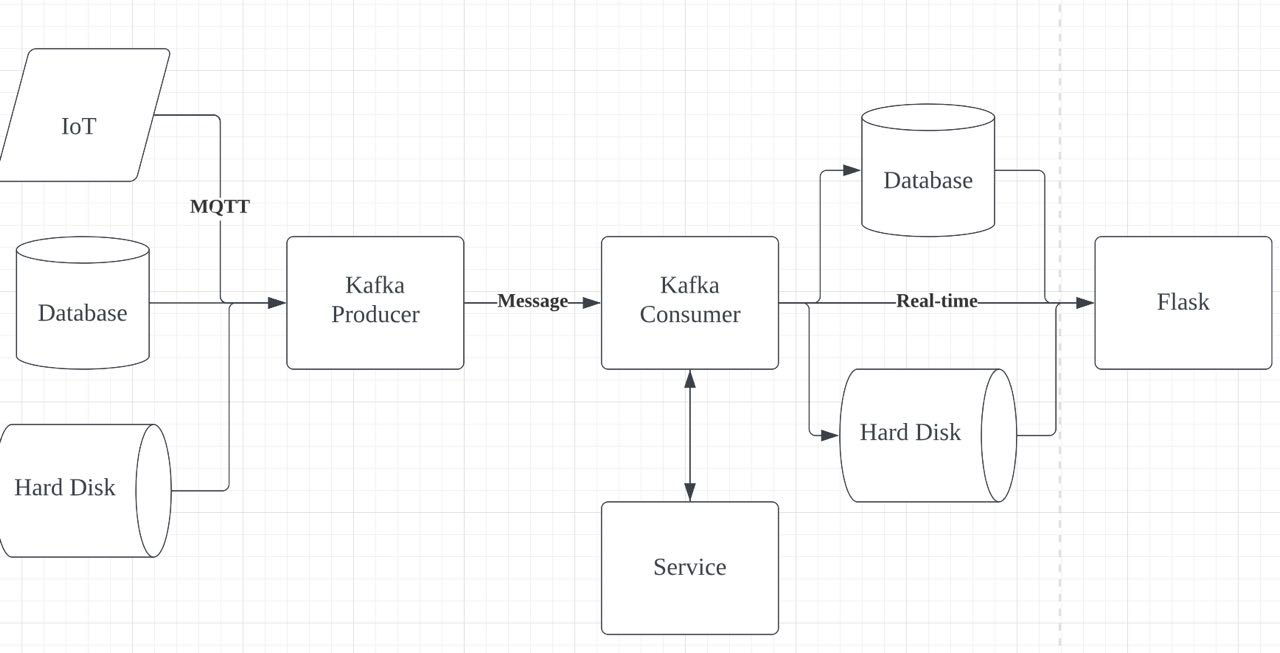 IoT
MQTT
Database
Hard Disk
Kafka
Producer
Message
Kafka
Consumer
Service
Database
Real-time
Hard Disk
Flask